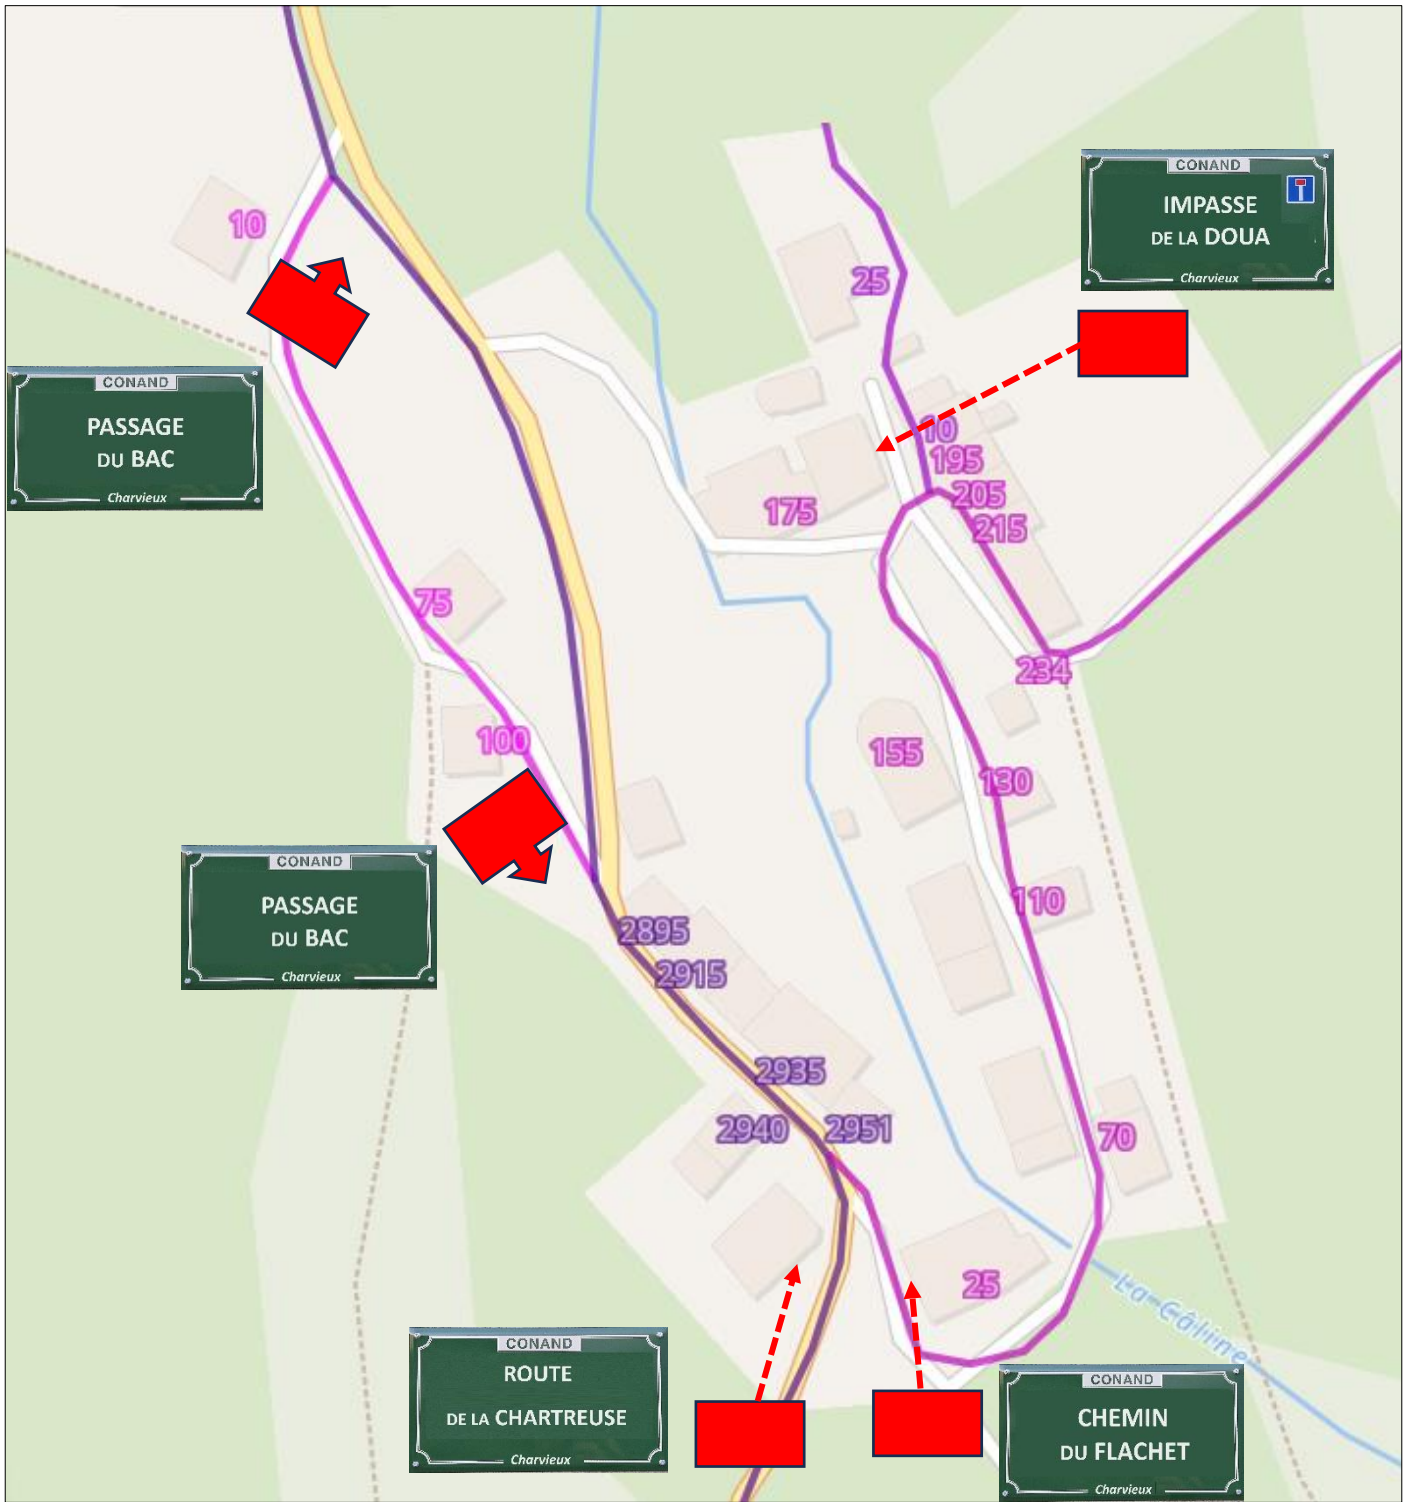 CONAND
IMPASSE
DE LA DOUA
Charvieux
10
25
CONAND
PASSAGE
DU BAC
Charvieux
10
195
205
215
175
75
234
100
155
130
CONAND
PASSAGE
DU BAC
Charvieux
110
2895
2915
2935
2940
2951
70
25
La Câline
CONAND
ROUTE
DE LA CHARTREUSE
Charvieux
CONAND
CHEMIN
DU FLACHET
Charvieux